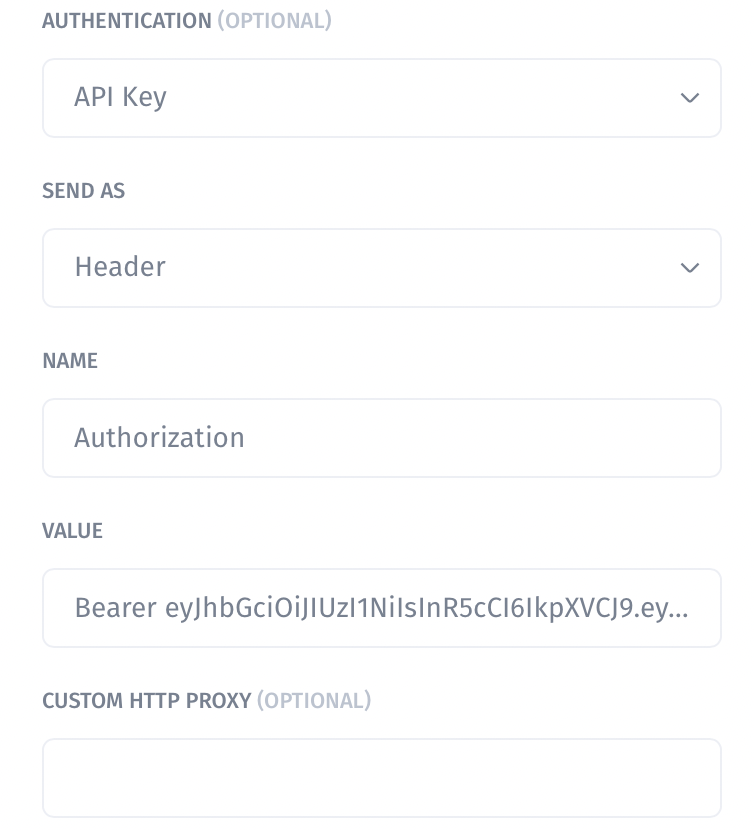 AUTHENTICATION (OPTIONAL)
API Key
SEND AS
Header
NAME
Authorization
VALUE
Bearer eyJhbGciOiJIUzI1NiIsInR5cCI6IkpXVCJ9.ey...
CUSTOM HTTP PROXY (OPTIONAL)